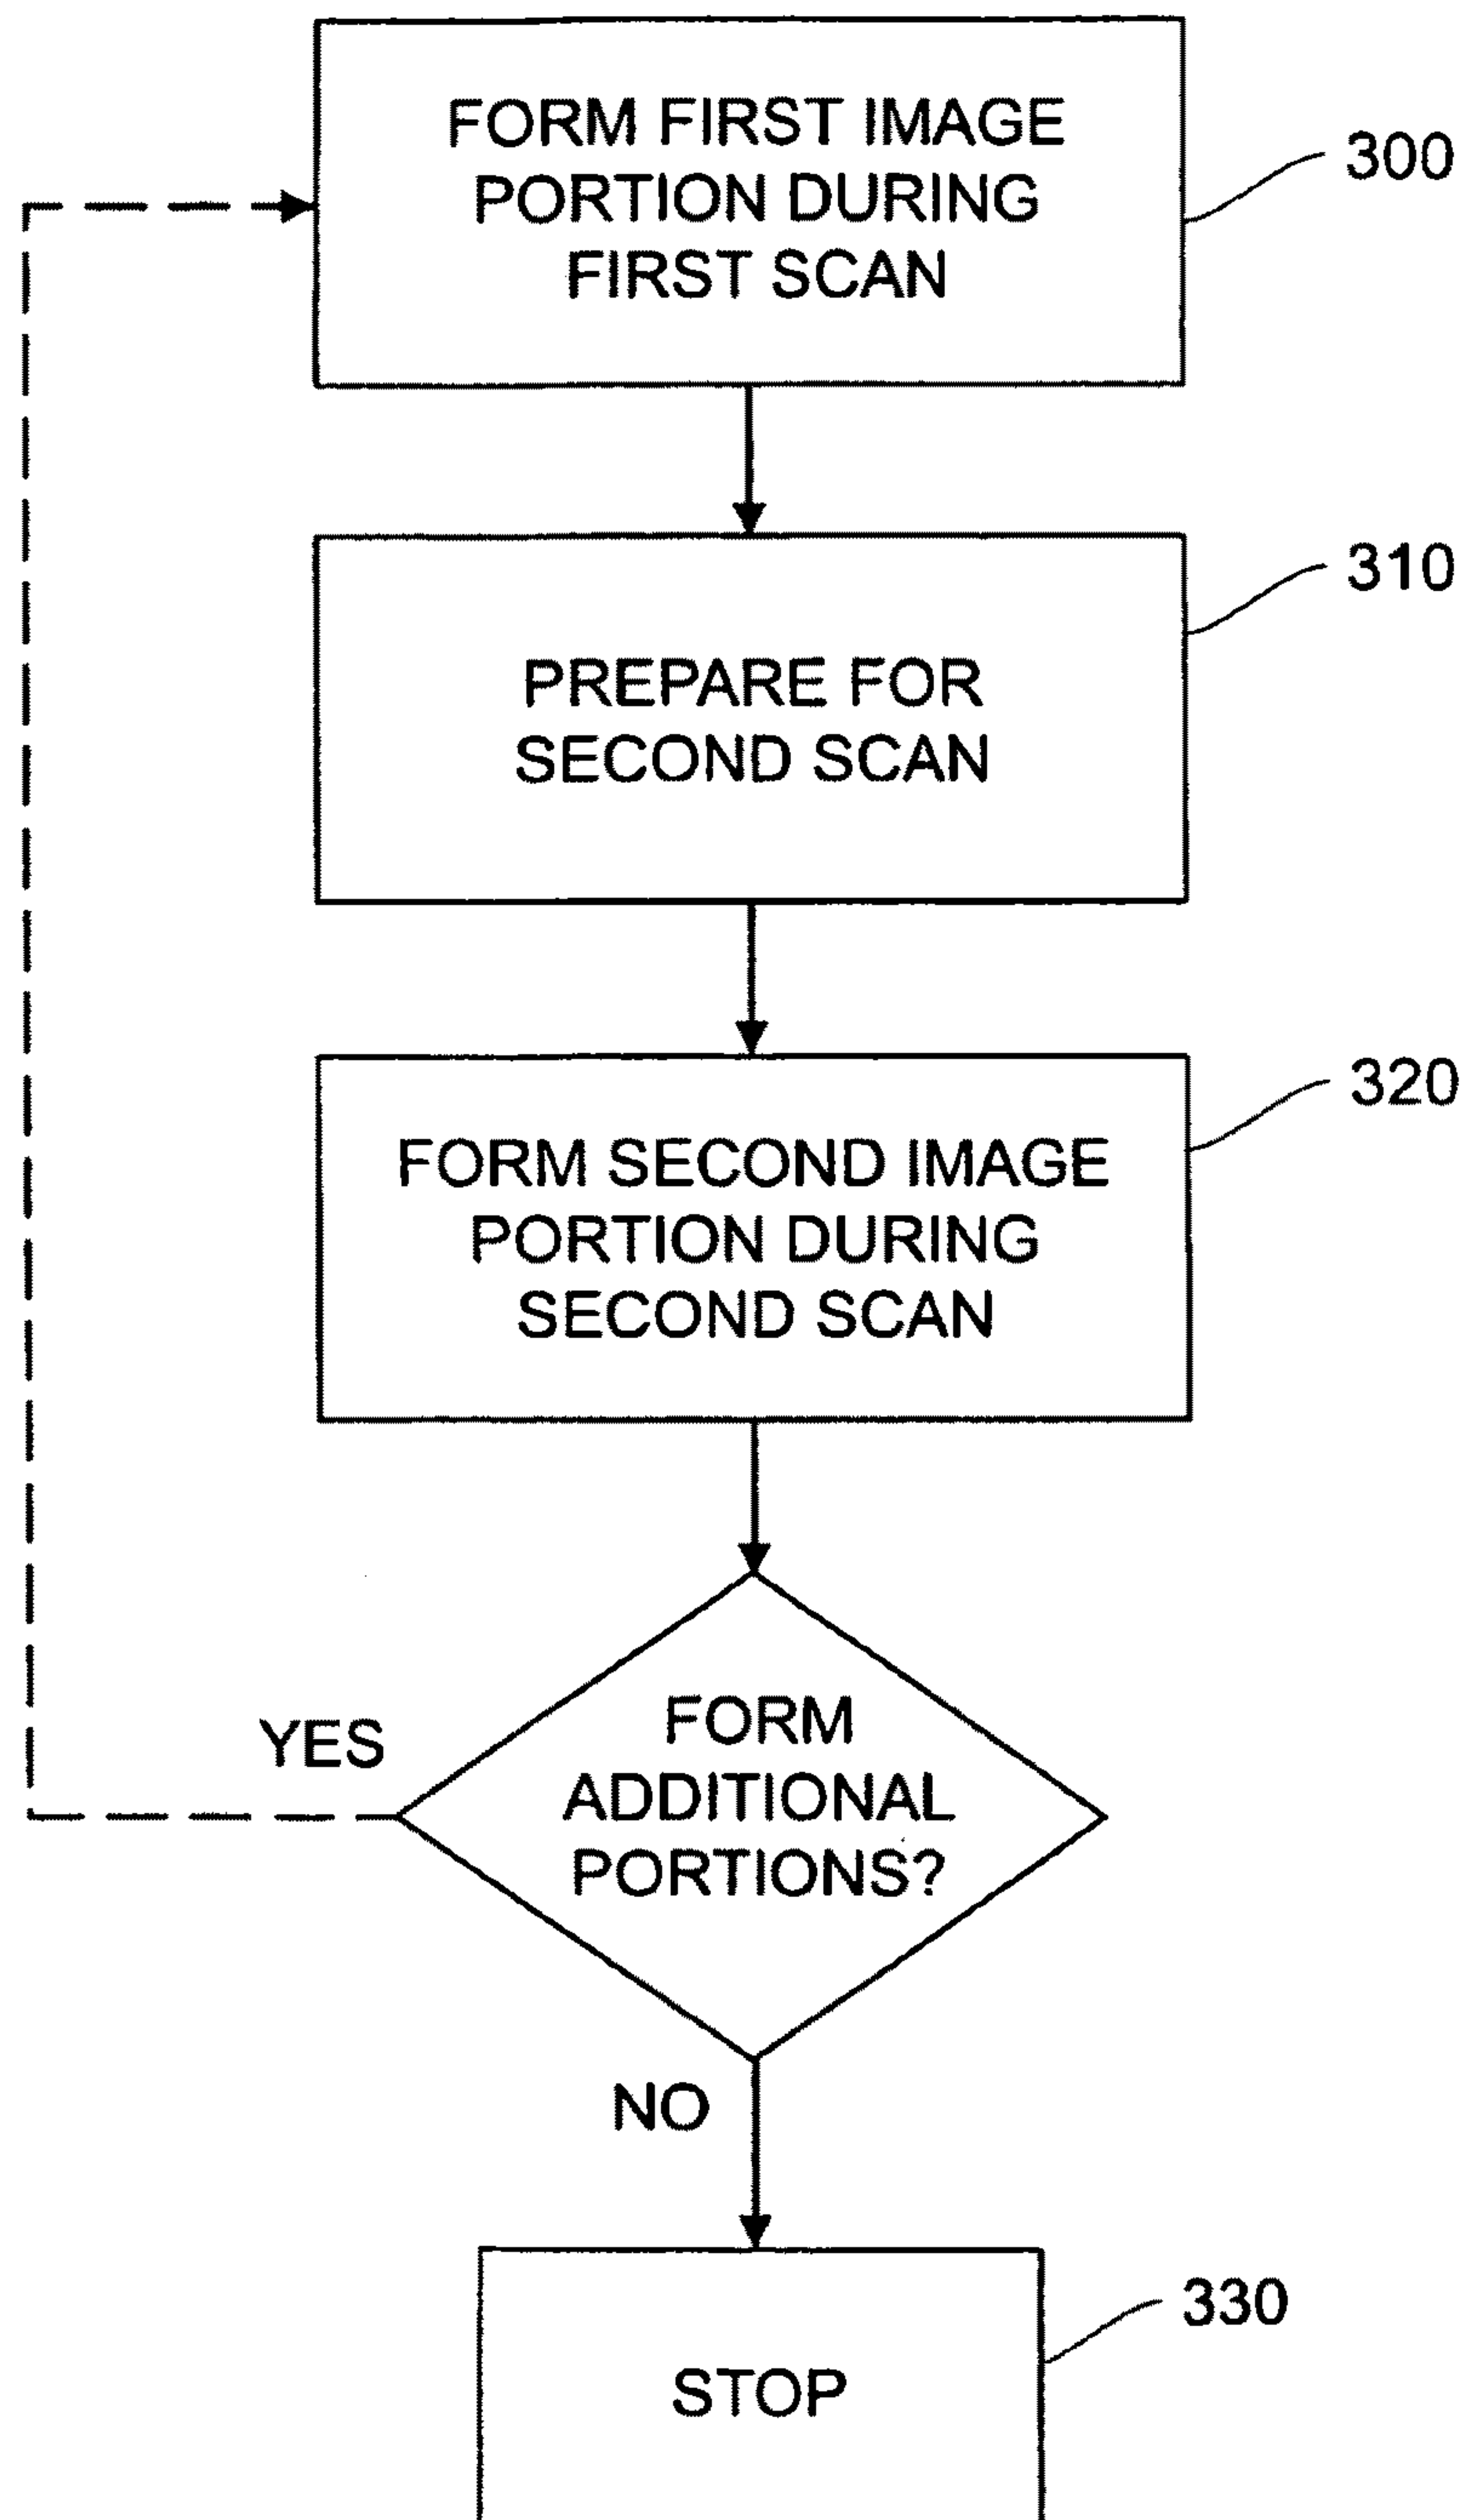 FORM FIRST IMAGE
PORTION DURING
FIRST SCAN
300
PREPARE FOR
SECOND SCAN
310
FORM SECOND IMAGE
PORTION DURING
SECOND SCAN
320
FORM
ADDITIONAL
PORTIONS?
YES
NO
STOP
330